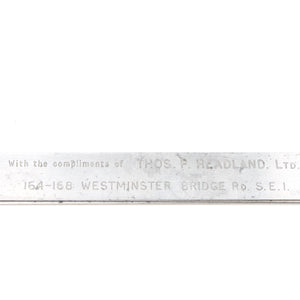 With the compliments of THOS. P. HEADLAND. LTD.
164-168 WESTMINSTER BRIDGE RD. S.E.1.